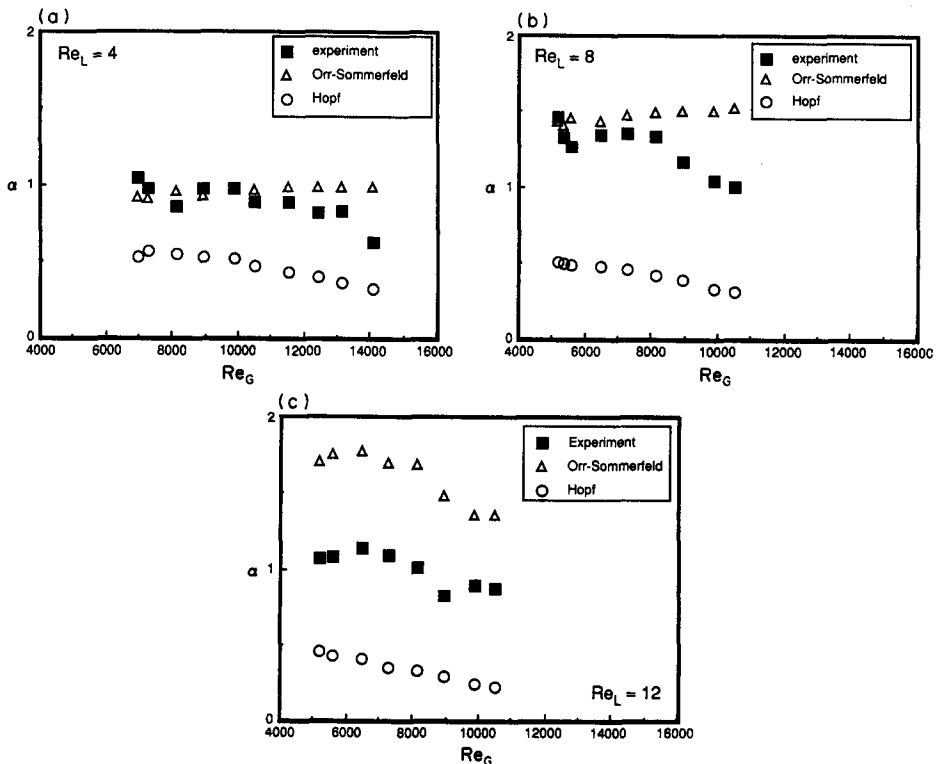 (a)
Re_L = 4
experiment
Orr-Sommerfeld
Hopf
2
1
0
α
4000 6000 8000 10000 12000 14000 16000
Re_G
(b)
Re_L = 8
experiment
Orr-Sommerfeld
Hopf
2
1
0
α
4000 6000 8000 10000 12000 14000 16000
Re_G
(c)
Experiment
Orr-Sommerfeld
Hopf
2
1
0
α
Re_L = 12
4000 6000 8000 10000 12000 14000 16000
Re_G